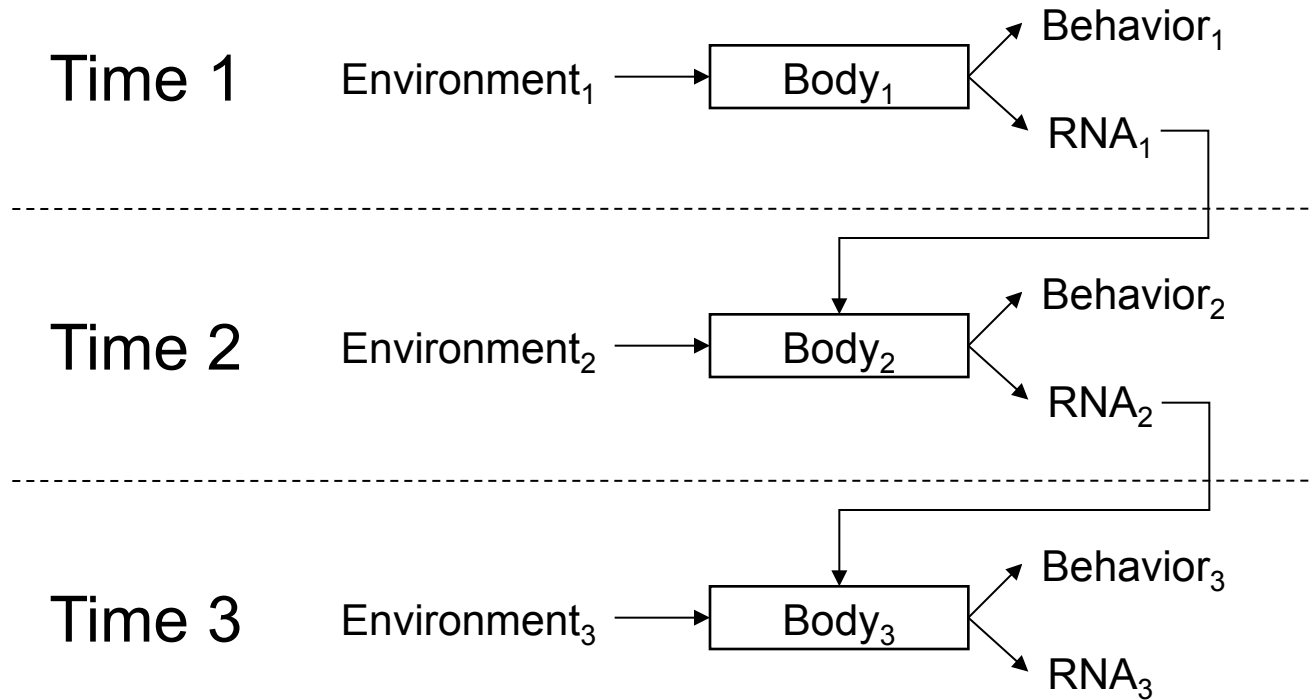 Time 1
Environment₁
Body₁
Behavior₁
RNA₁
Time 2
Environment₂
Body₂
Behavior₂
RNA₂
Time 3
Environment₃
Body₃
Behavior₃
RNA₃